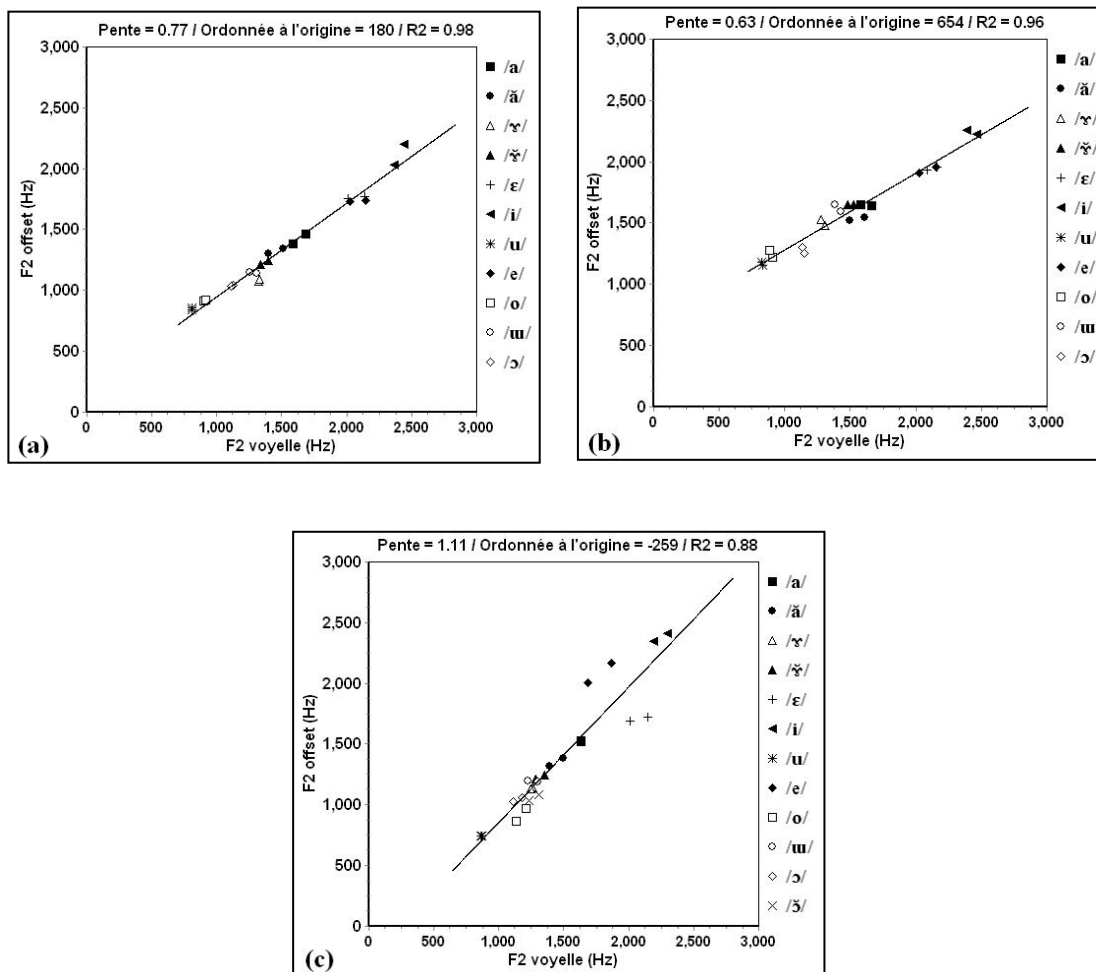 Pente = 0.77 / Ordonnée à l'origine = 180 / R2 = 0.98
3,000
2,500
2,000
1,500
1,000
500
0
F2 offset (Hz)
0 500 1,000 1,500 2,000 2,500 3,000
F2 voyelle (Hz)
(a)
/a/
/ă/
/ɤ/
/ɤ̆/
/ɛ/
/i/
/u/
/e/
/o/
/ɯ/
/ɔ/
Pente = 0.63 / Ordonnée à l'origine = 654 / R2 = 0.96
3,000
2,500
2,000
1,500
1,000
500
0
F2 offset (Hz)
0 500 1,000 1,500 2,000 2,500 3,000
F2 voyelle (Hz)
(b)
/a/
/ă/
/ɤ/
/ɤ̆/
/ɛ/
/i/
/u/
/e/
/o/
/ɯ/
/ɔ/
Pente = 1.11 / Ordonnée à l'origine = -259 / R2 = 0.88
3,000
2,500
2,000
1,500
1,000
500
0
F2 offset (Hz)
0 500 1,000 1,500 2,000 2,500 3,000
F2 voyelle (Hz)
(c)
/a/
/ă/
/ɤ/
/ɤ̆/
/ɛ/
/i/
/u/
/e/
/o/
/ɯ/
/ɔ/
/ɔ̆/